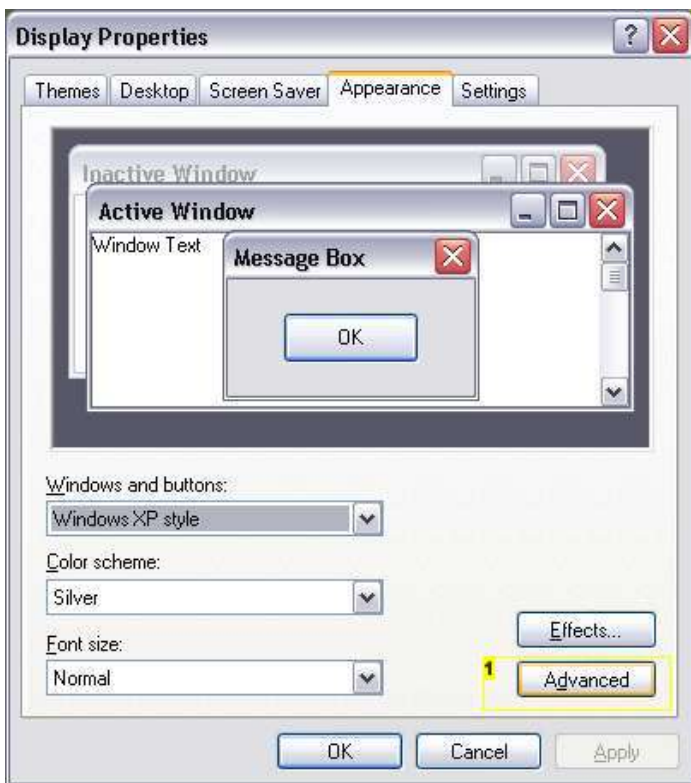 Display Properties
?
Themes Desktop Screen Saver Appearance Settings
Inactive Window
Active Window
Window Text
Message Box
OK
Windows and buttons:
Windows XP style
Color scheme:
Silver
Effects...
Font size:
Normal
1
Advanced
OK Cancel Apply